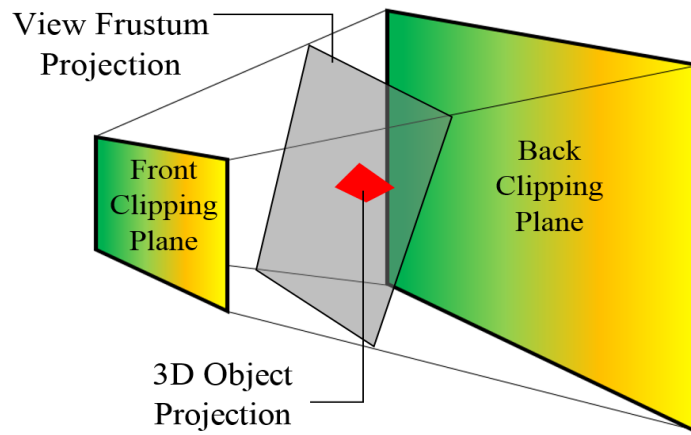 View Frustum
Projection
Front
Clipping
Plane
Back
Clipping
Plane
3D Object
Projection